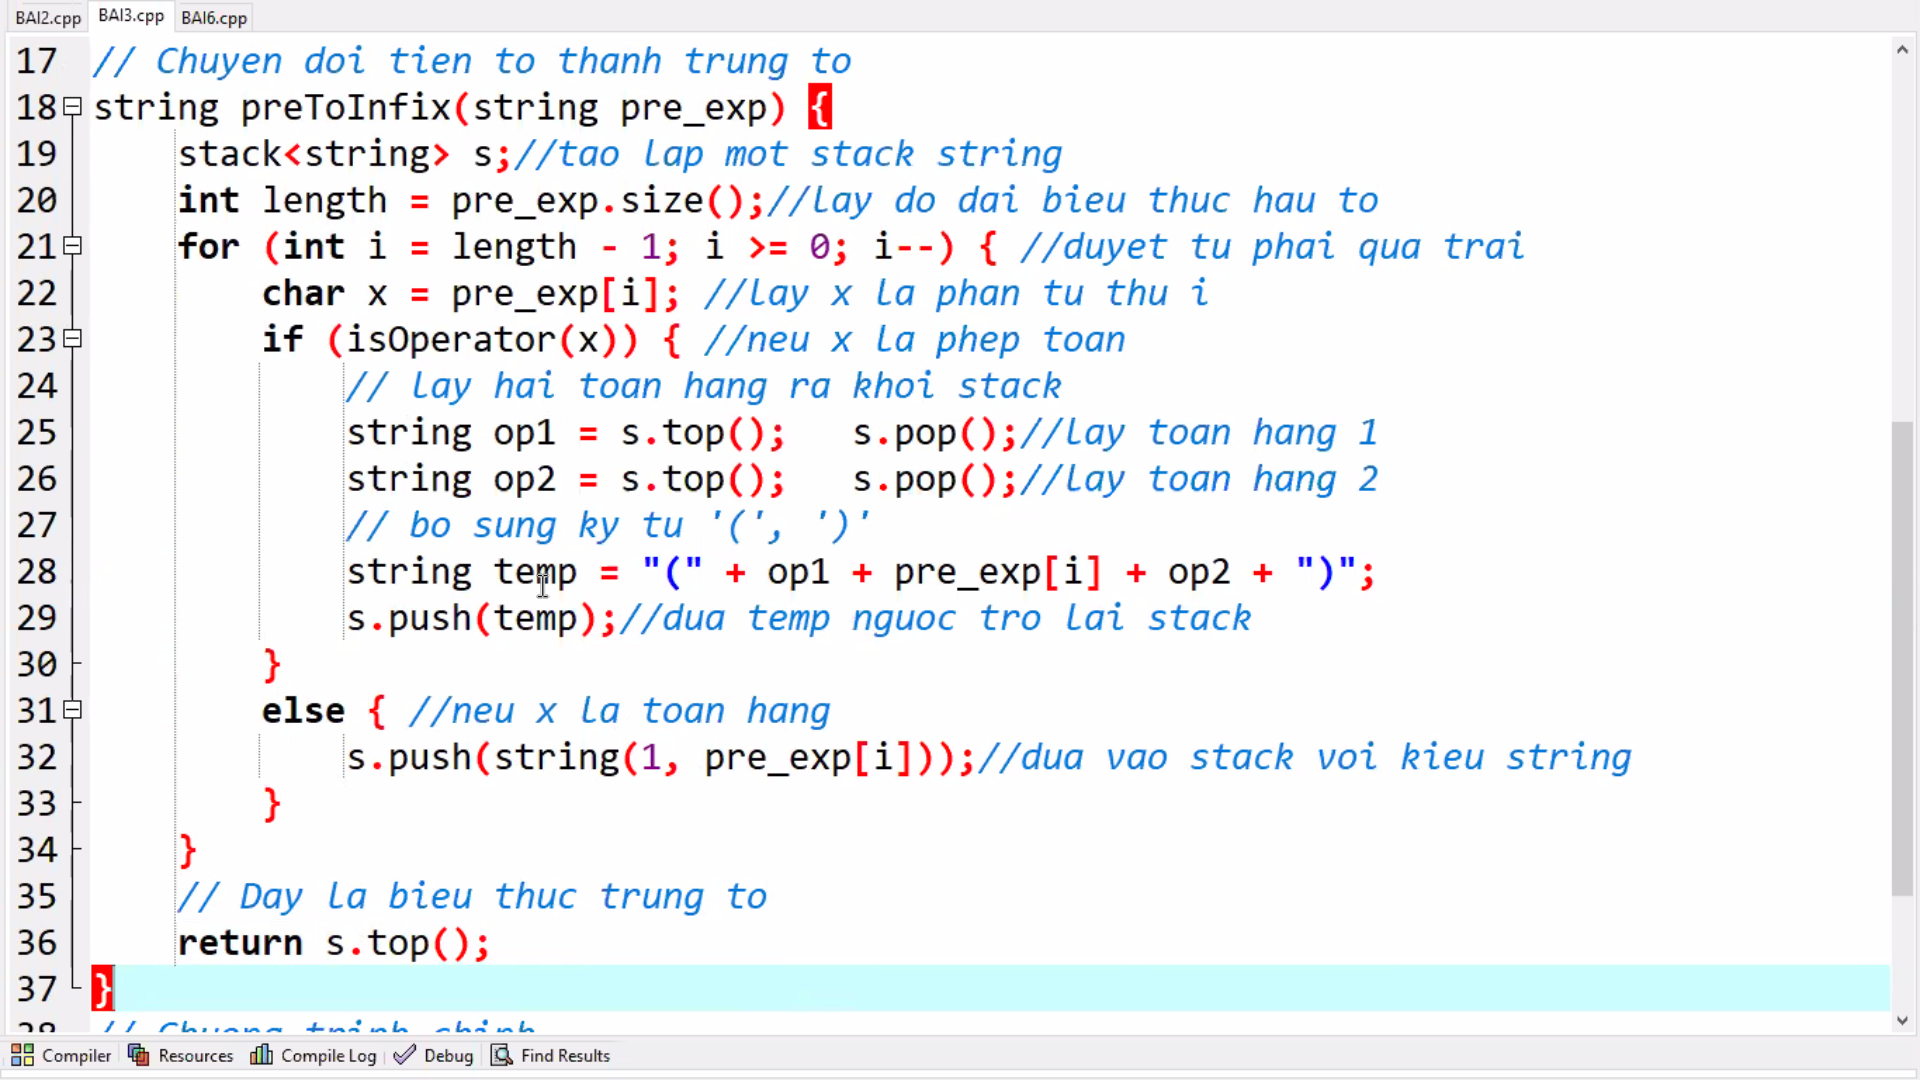 BAI2.cpp BAI3.cpp BAI6.cpp
17 // Chuyen doi tien to thanh trung to
18 string preToInfix(string pre_exp) {
19 stack<string> s;//tao lap mot stack string
20 int length = pre_exp.size();//lay do dai bieu thuc hau to
21 for (int i = length - 1; i >= 0; i--) { //duyet tu phai qua trai
22 char x = pre_exp[i]; //lay x la phan tu thu i
23 if (isOperator(x)) { //neu x la phep toan
24 // lay hai toan hang ra khoi stack
25 string op1 = s.top(); s.pop();//lay toan hang 1
26 string op2 = s.top(); s.pop();//lay toan hang 2
27 // bo sung ky tu '(', ')'
28 string temp = "(" + op1 + pre_exp[i] + op2 + ")";
29 s.push(temp);//dua temp nguoc tro lai stack
30 }
31 else { //neu x la toan hang
32 s.push(string(1, pre_exp[i]));//dua vao stack voi kieu string
33 }
34 }
35 // Day la bieu thuc trung to
36 return s.top();
37 }
38 // Chuong trinh chinh
Compiler Resources Compile Log Debug Find Results